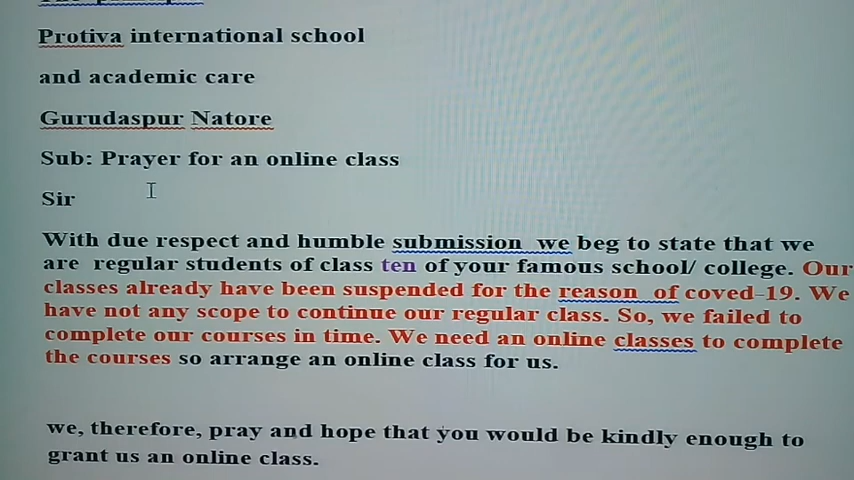 Protiva international school
and academic care
Gurudaspur Natore
Sub: Prayer for an online class
Sir
With due respect and humble submission we beg to state that we
are regular students of class ten of your famous school/ college. Our
classes already have been suspended for the reason of coved-19. We
have not any scope to continue our regular class. So, we failed to
complete our courses in time. We need an online classes to complete
the courses so arrange an online class for us.
we, therefore, pray and hope that you would be kindly enough to
grant us an online class.